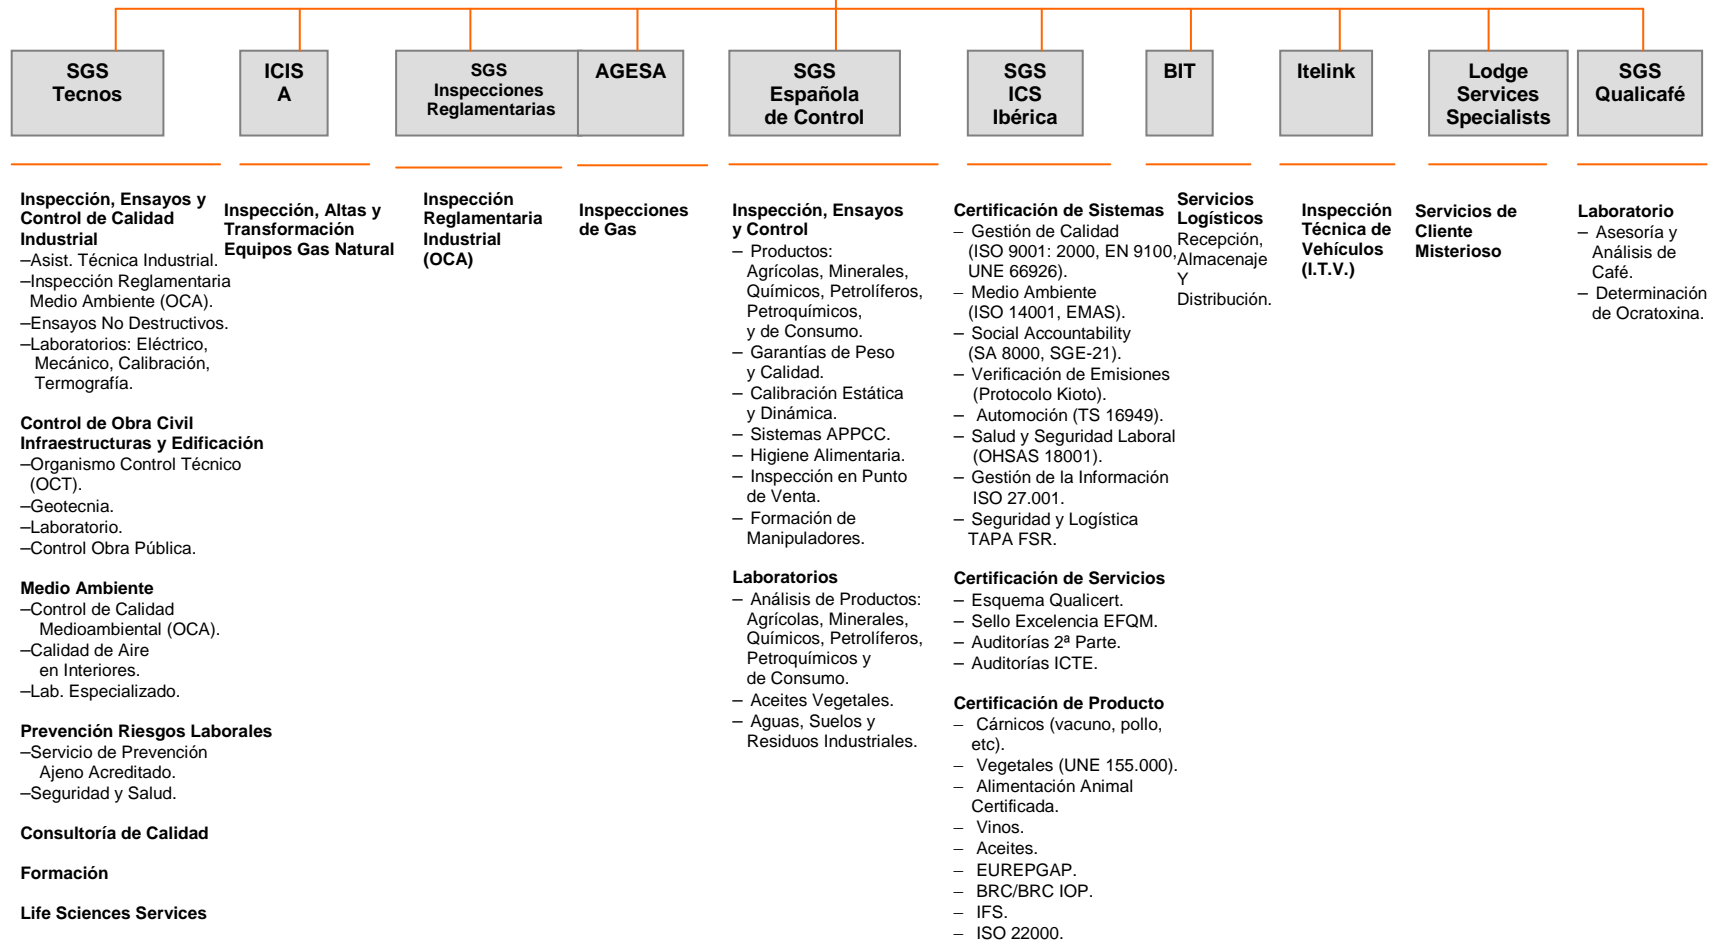 SGS
Tecnos
ICIS
A
SGS
Inspecciones
Reglamentarias
AGESA
SGS
Española
de Control
SGS
ICS
Ibérica
BIT
Itelink
Lodge
Services
Specialists
SGS
Qualicafé
Inspección, Ensayos y
Control de Calidad
Industrial
–Asist. Técnica Industrial.
–Inspección Reglamentaria
Medio Ambiente (OCA).
–Ensayos No Destructivos.
–Laboratorios: Eléctrico,
Mecánico, Calibración,
Termografía.
Control de Obra Civil
Infraestructuras y Edificación
–Organismo Control Técnico
(OCT).
–Geotecnia.
–Laboratorio.
–Control Obra Pública.
Medio Ambiente
–Control de Calidad
Medioambiental (OCA).
–Calidad de Aire
en Interiores.
–Lab. Especializado.
Prevención Riesgos Laborales
–Servicio de Prevención
Ajeno Acreditado.
–Seguridad y Salud.
Consultoría de Calidad
Formación
Life Sciences Services
Inspección, Altas y
Transformación
Equipos Gas Natural
Inspección
Reglamentaria
Industrial
(OCA)
Inspecciones
de Gas
Inspección, Ensayos
y Control
– Productos:
Agrícolas, Minerales,
Químicos, Petrolíferos,
Petroquímicos,
y de Consumo.
– Garantías de Peso
y Calidad.
– Calibración Estática
y Dinámica.
– Sistemas APPCC.
– Higiene Alimentaria.
– Inspección en Punto
de Venta.
– Formación de
Manipuladores.
Laboratorios
– Análisis de Productos:
Agrícolas, Minerales,
Químicos, Petrolíferos,
Petroquímicos y
de Consumo.
– Aceites Vegetales.
– Aguas, Suelos y
Residuos Industriales.
Certificación de Sistemas
– Gestión de Calidad
(ISO 9001: 2000, EN 9100,
UNE 66926).
– Medio Ambiente
(ISO 14001, EMAS).
– Social Accountability
(SA 8000, SGE-21).
– Verificación de Emisiones
(Protocolo Kioto).
– Automoción (TS 16949).
– Salud y Seguridad Laboral
(OHSAS 18001).
– Gestión de la Información
ISO 27.001.
– Seguridad y Logística
TAPA FSR.
Certificación de Servicios
– Esquema Qualicert.
– Sello Excelencia EFQM.
– Auditorías 2ª Parte.
– Auditorías ICTE.
Certificación de Producto
– Cárnicos (vacuno, pollo,
etc).
– Vegetales (UNE 155.000).
– Alimentación Animal
Certificada.
– Vinos.
– Aceites.
– EUREPGAP.
– BRC/BRC IOP.
– IFS.
– ISO 22000.
Servicios
Logísticos
Recepción,
Almacenaje
Y
Distribución.
Inspección
Técnica de
Vehículos
(I.T.V.)
Servicios de
Cliente
Misterioso
Laboratorio
– Asesoría y
Análisis de
Café.
– Determinación
de Ocratoxina.